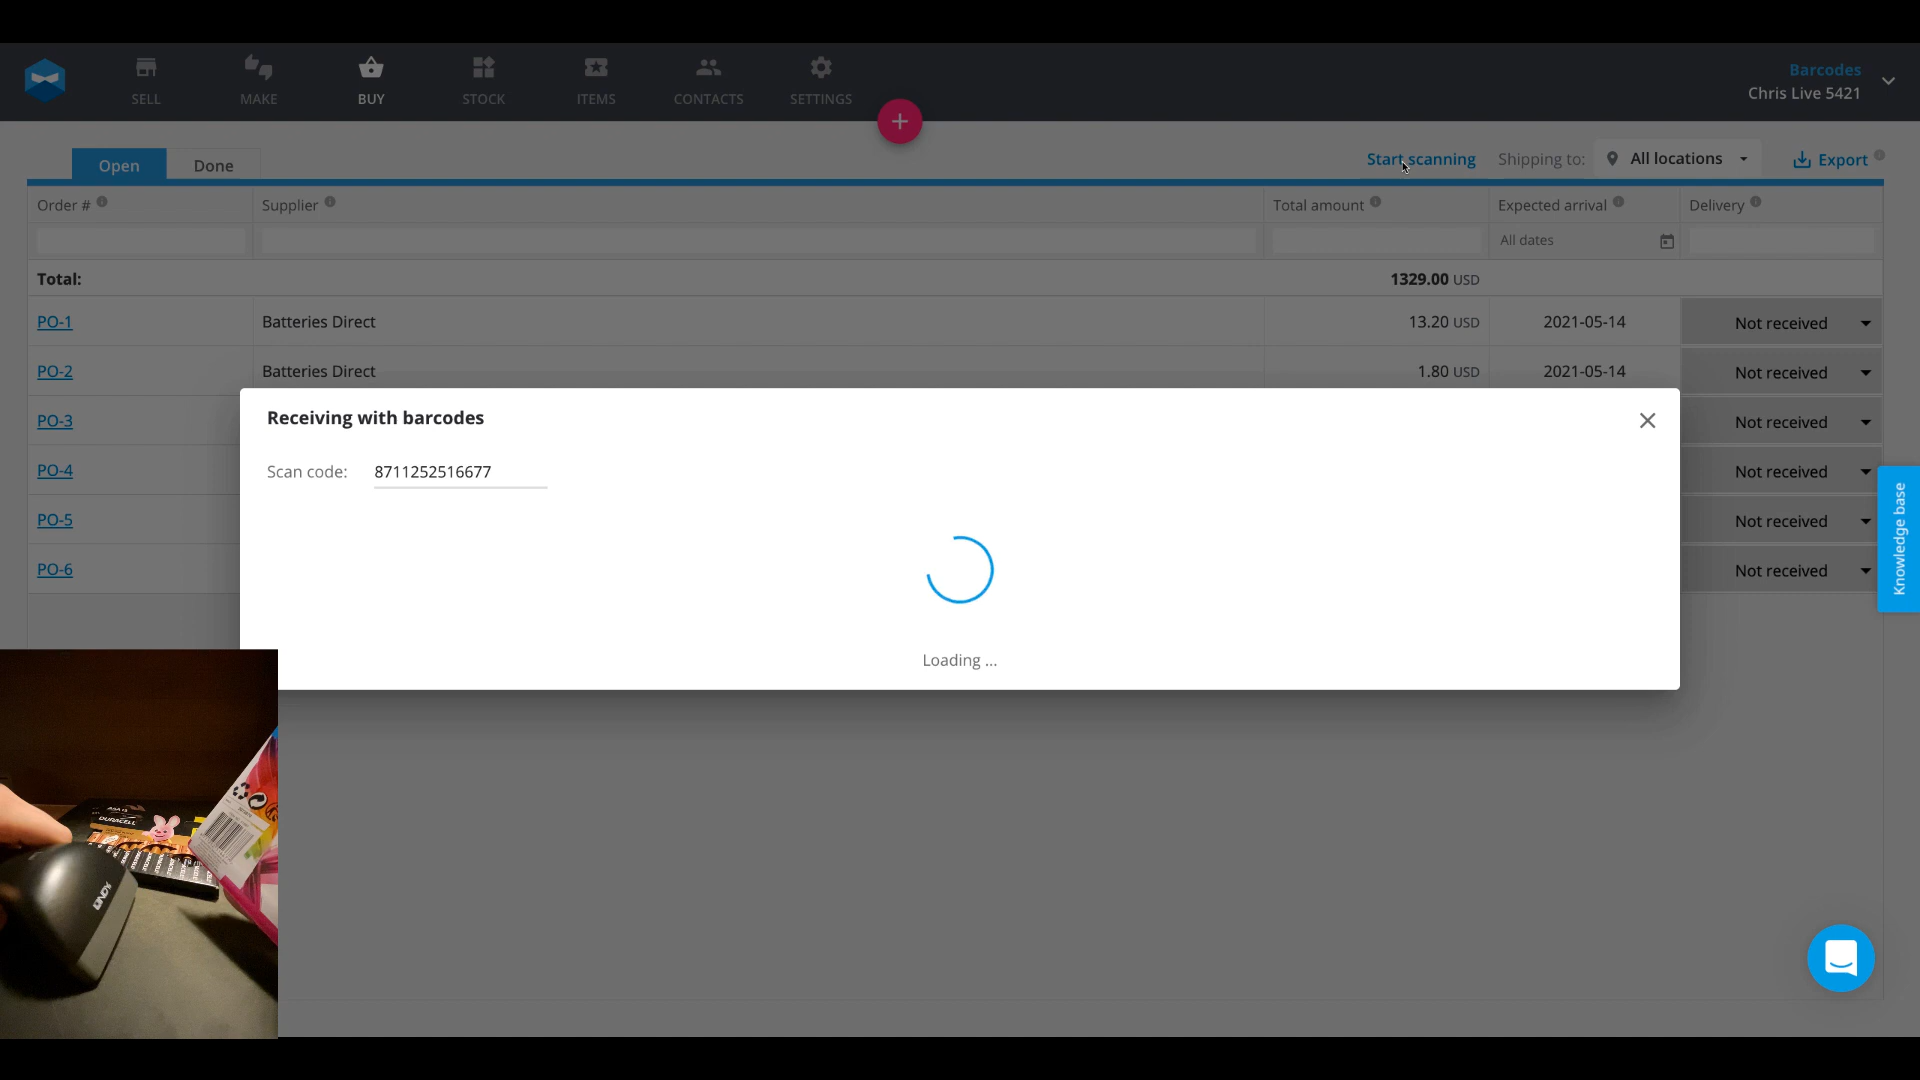 SELL MAKE BUY STOCK ITEMS CONTACTS SETTINGS
Barcodes
Chris Live 5421
+
Open Done Start scanning Shipping to: All locations Export
Order # Supplier Total amount Expected arrival Delivery
All dates
Total: 1329.00 USD
PO-1 Batteries Direct 13.20 USD 2021-05-14 Not received
PO-2 Batteries Direct 1.80 USD 2021-05-14 Not received
PO-3 Not received
PO-4 Not received
PO-5 Not received
PO-6 Not received
Receiving with barcodes
Scan code: 8711252516677
Loading ...
Knowledge base
DURACELL
LINDY